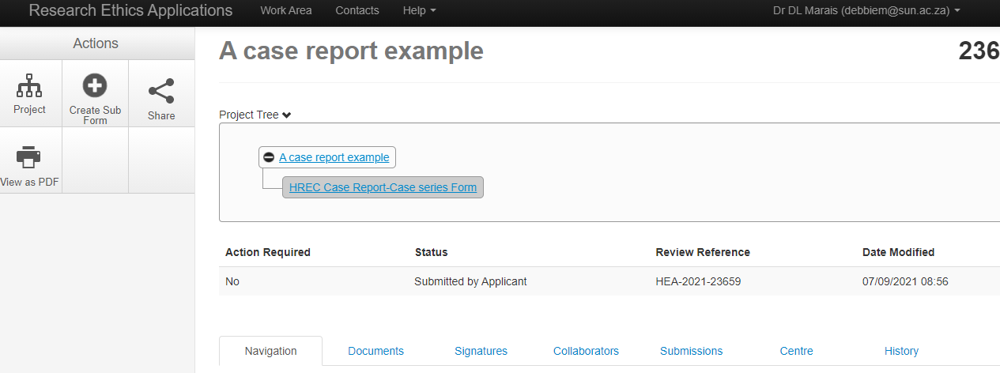 Research Ethics Applications Work Area Contacts Help Dr DL Marais (debbiem@sun.ac.za)
Actions
Project
Create Sub
Form
Share
View as PDF
A case report example 236
Project Tree
A case report example
HREC Case Report-Case series Form
Action Required Status Review Reference Date Modified
No Submitted by Applicant HEA-2021-23659 07/09/2021 08:56
Navigation Documents Signatures Collaborators Submissions Centre History